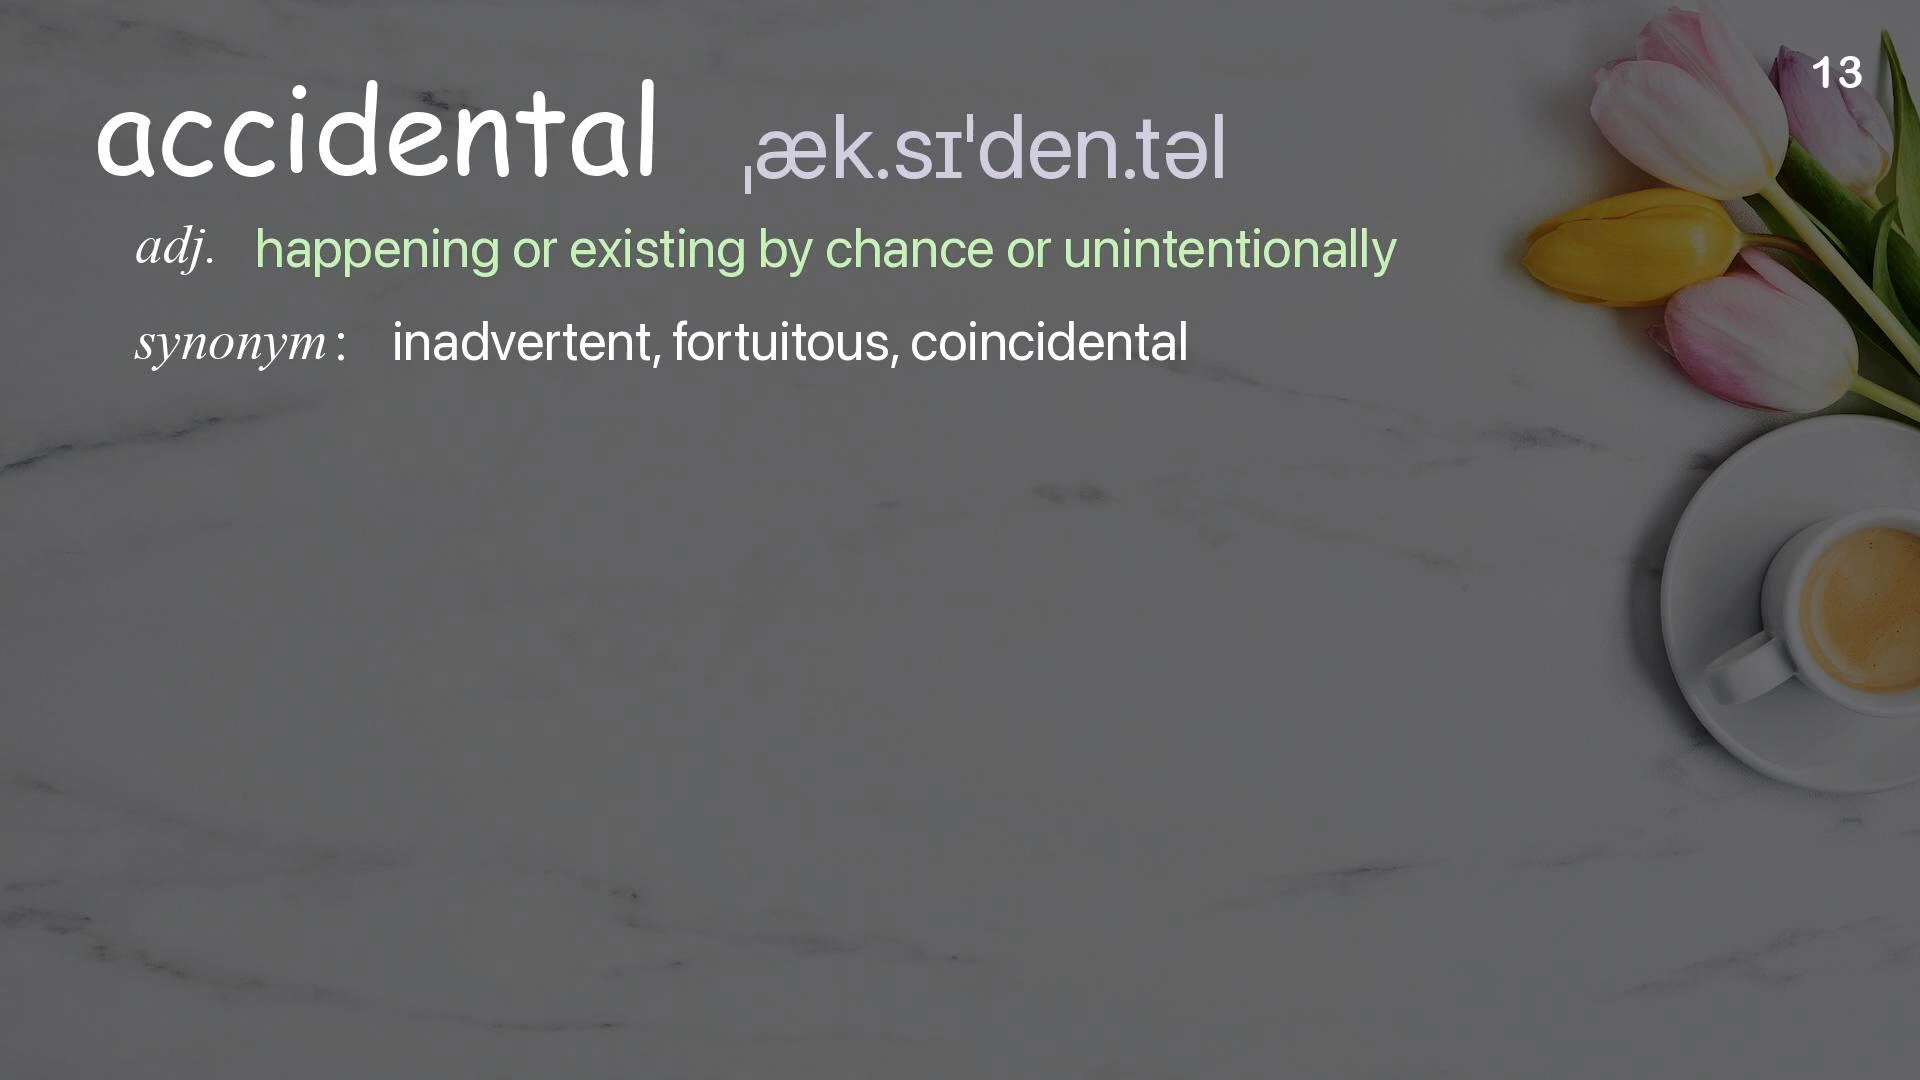 13
accidental ˌæk.sɪˈden.təl
adj. happening or existing by chance or unintentionally
synonym : inadvertent, fortuitous, coincidental